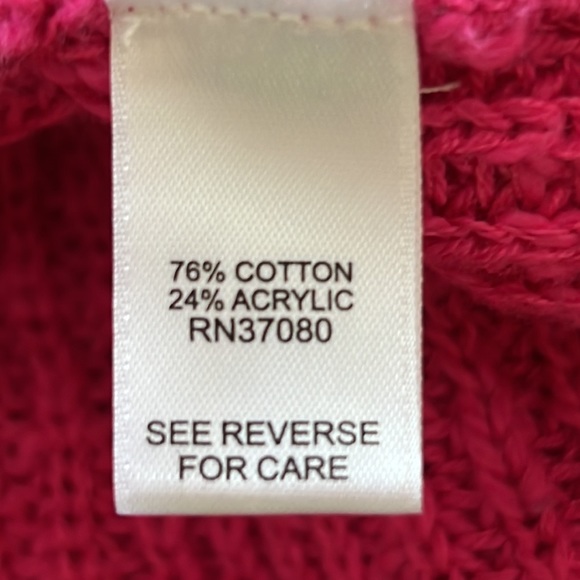 76% COTTON
24% ACRYLIC
RN37080
SEE REVERSE
FOR CARE